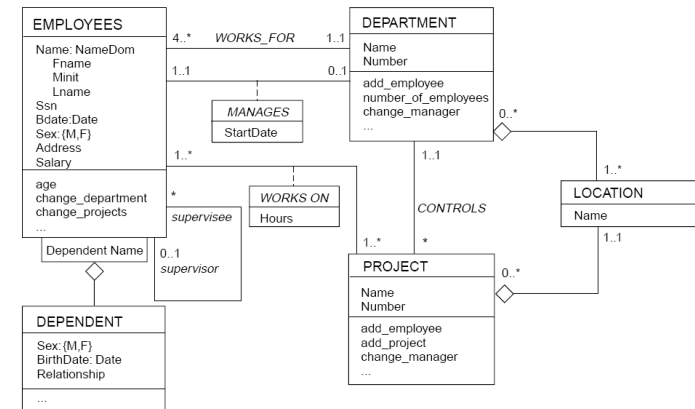 EMPLOYEES
Name: NameDom
Fname
Minit
Lname
Ssn
Bdate:Date
Sex:{M,F}
Address
Salary
age
change_department
change_projects
...
Dependent Name
DEPENDENT
Sex:{M,F}
BirthDate: Date
Relationship
...
4..* WORKS_FOR 1..1
1..1 0..1
MANAGES
StartDate
1..*
WORKS ON
Hours
1..*
*
supervisee
0..1
supervisor
DEPARTMENT
Name
Number
add_employee
number_of_employees
change_manager
...
0..*
1..1
CONTROLS
*
PROJECT
Name
Number
add_employee
add_project
change_manager
...
0..*
1..*
LOCATION
Name
1..1